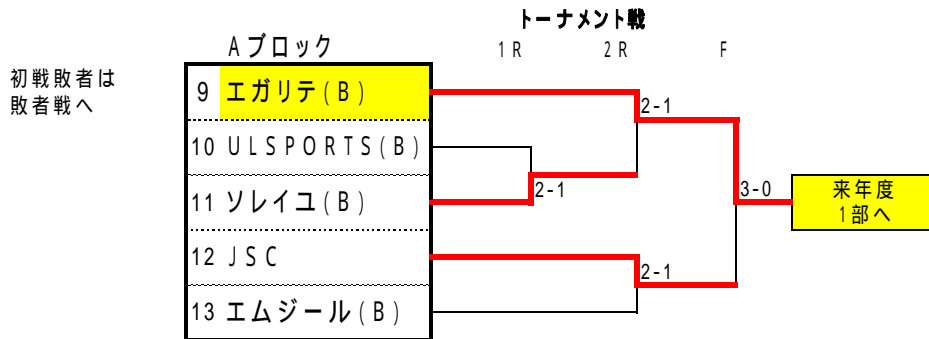 トーナメント戦
Aブロック
1R 2R F
初戦敗者は
敗者戦へ
9 エガリテ(B)
2-1
10 ULSPORTS(B)
2-1
3-0
来年度
1部へ
11 ソレイユ(B)
12 JSC
2-1
13 エムジール(B)